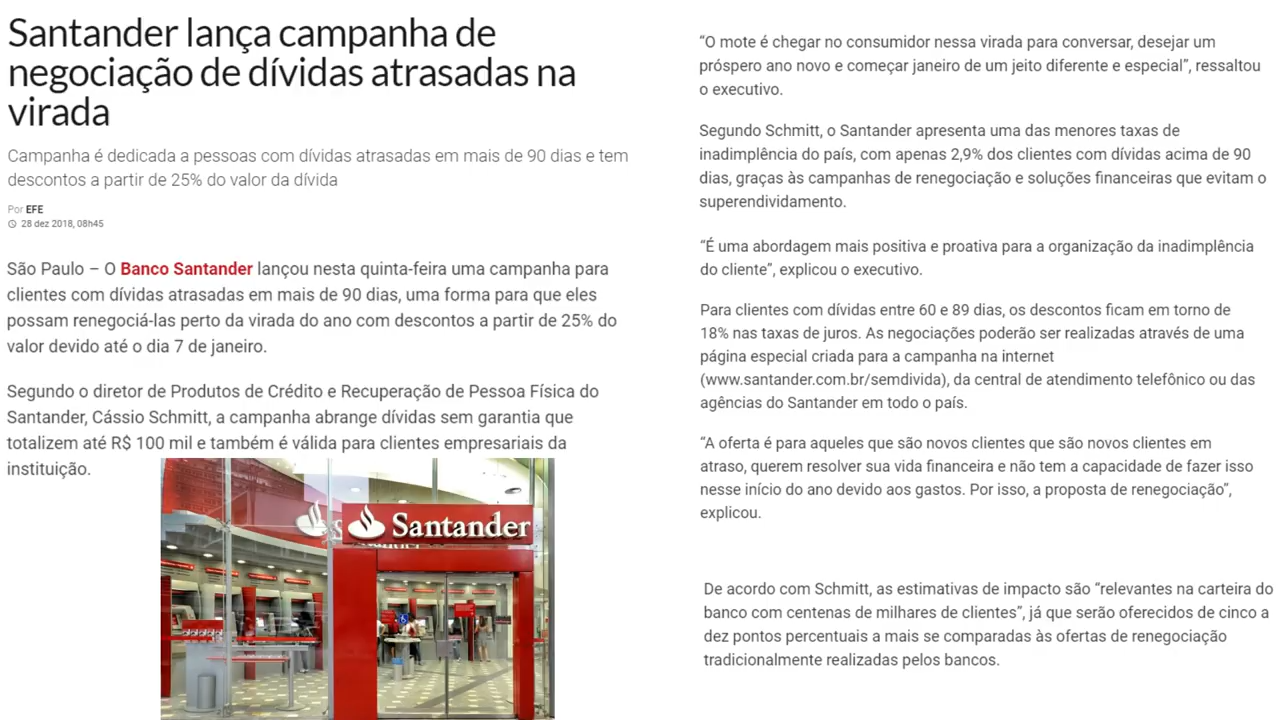 Santander lança campanha de
negociação de dívidas atrasadas na
virada
Campanha é dedicada a pessoas com dívidas atrasadas em mais de 90 dias e tem
descontos a partir de 25% do valor da dívida
Por EFE
28 dez 2018, 08h45
São Paulo – O Banco Santander lançou nesta quinta-feira uma campanha para
clientes com dívidas atrasadas em mais de 90 dias, uma forma para que eles
possam renegociá-las perto da virada do ano com descontos a partir de 25% do
valor devido até o dia 7 de janeiro.
Segundo o diretor de Produtos de Crédito e Recuperação de Pessoa Física do
Santander, Cássio Schmitt, a campanha abrange dívidas sem garantia que
totalizem até R$ 100 mil e também é válida para clientes empresariais da
instituição.
Santander
“O mote é chegar no consumidor nessa virada para conversar, desejar um
próspero ano novo e começar janeiro de um jeito diferente e especial”, ressaltou
o executivo.
Segundo Schmitt, o Santander apresenta uma das menores taxas de
inadimplência do país, com apenas 2,9% dos clientes com dívidas acima de 90
dias, graças às campanhas de renegociação e soluções financeiras que evitam o
superendividamento.
“É uma abordagem mais positiva e proativa para a organização da inadimplência
do cliente”, explicou o executivo.
Para clientes com dívidas entre 60 e 89 dias, os descontos ficam em torno de
18% nas taxas de juros. As negociações poderão ser realizadas através de uma
página especial criada para a campanha na internet
(www.santander.com.br/semdivida), da central de atendimento telefônico ou das
agências do Santander em todo o país.
“A oferta é para aqueles que são novos clientes que são novos clientes em
atraso, querem resolver sua vida financeira e não tem a capacidade de fazer isso
nesse início do ano devido aos gastos. Por isso, a proposta de renegociação”,
explicou.
De acordo com Schmitt, as estimativas de impacto são “relevantes na carteira do
banco com centenas de milhares de clientes”, já que serão oferecidos de cinco a
dez pontos percentuais a mais se comparadas às ofertas de renegociação
tradicionalmente realizadas pelos bancos.